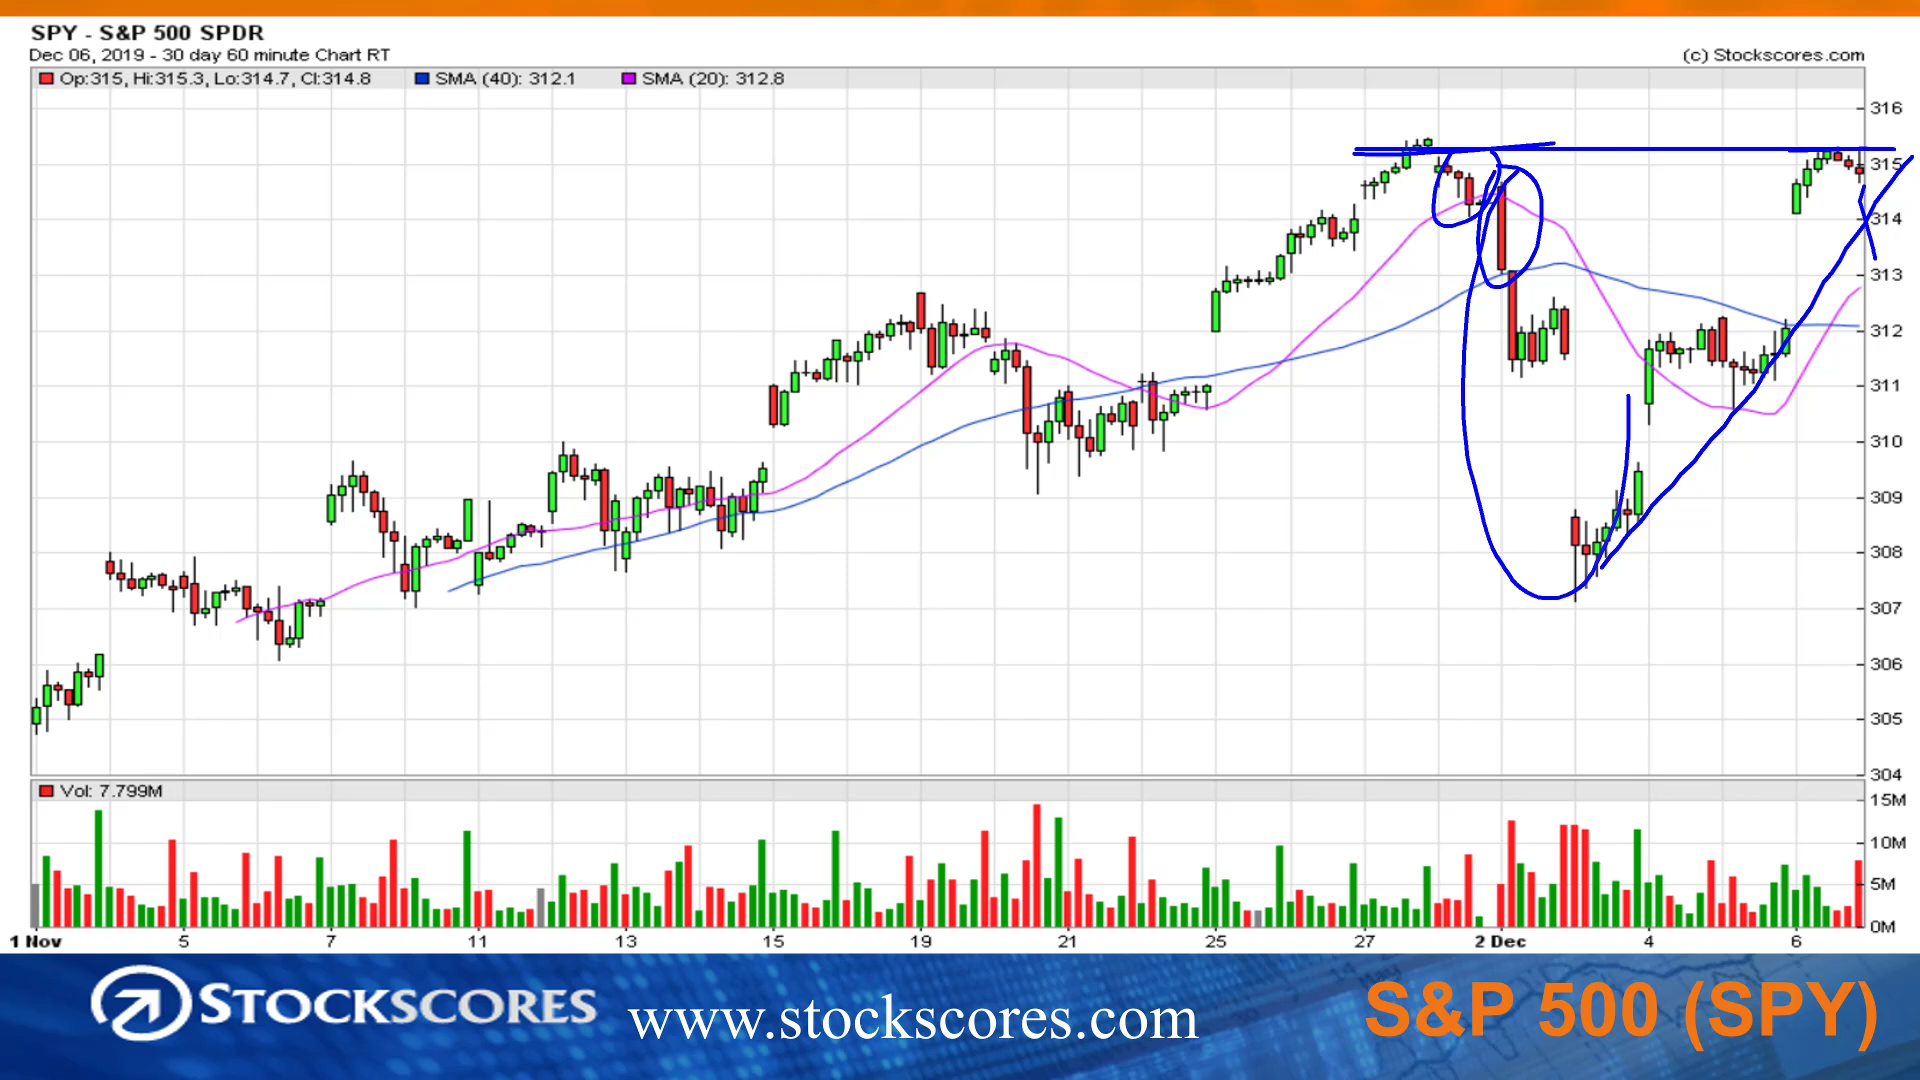 SPY - S&P 500 SPDR
Dec 06, 2019 - 30 day 60 minute Chart RT
(c) Stockscores.com
Op:315, Hi:315.3, Lo:314.7, Cl:314.8 SMA (40): 312.1 SMA (20): 312.8
316
315
314
313
312
311
310
309
308
307
306
305
304
Vol: 7.799M
15M
10M
5M
0M
1 Nov 5 7 11 13 15 19 21 25 27 2 Dec 4 6
STOCKSCORES www.stockscores.com S&P 500 (SPY)